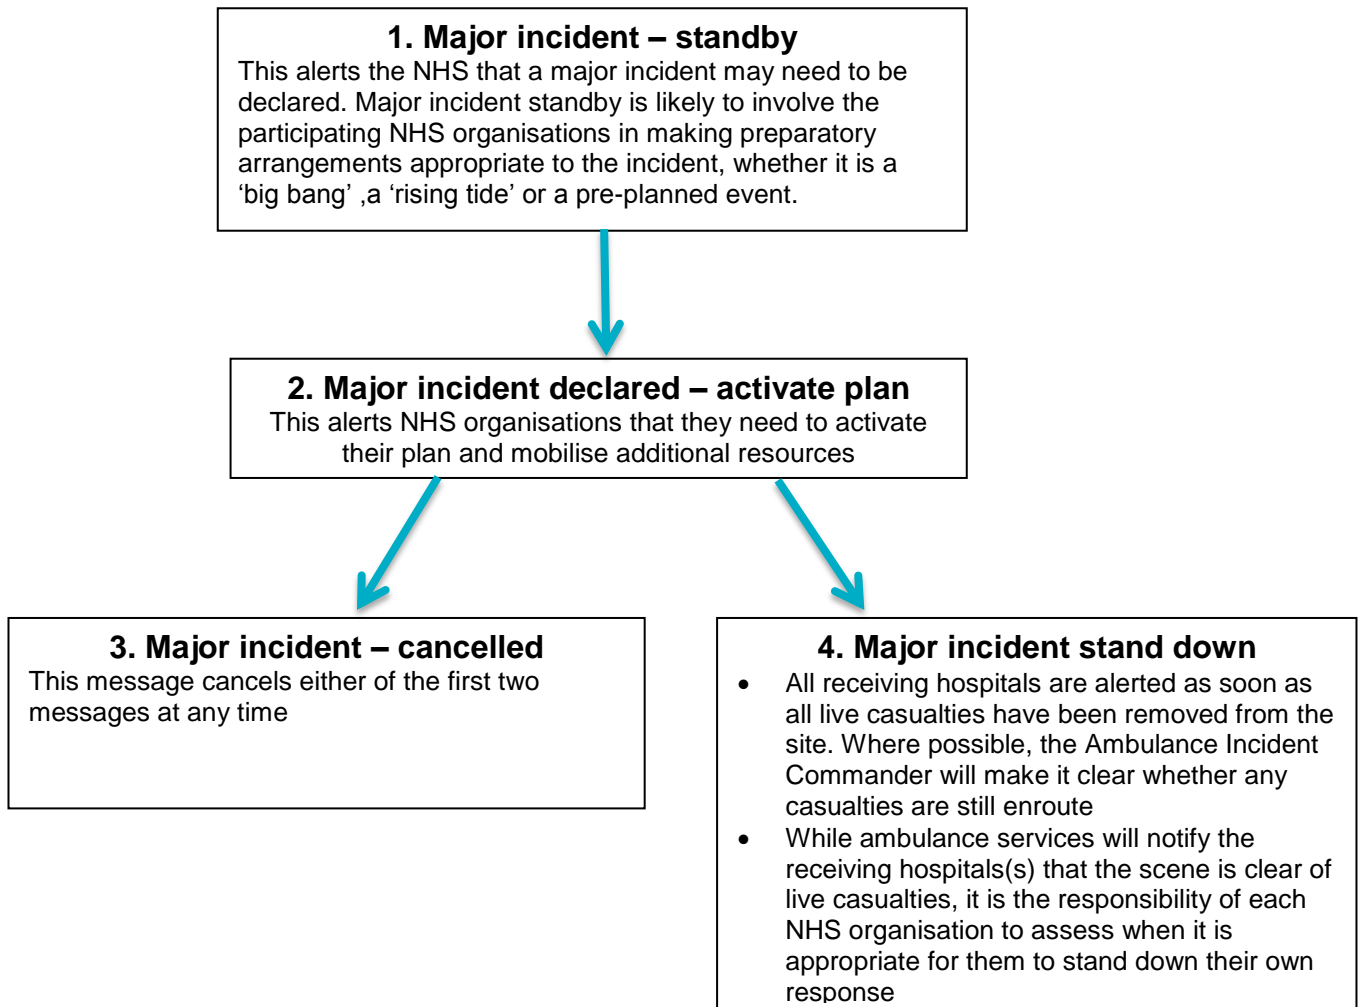 1. Major incident – standby
This alerts the NHS that a major incident may need to be
declared. Major incident standby is likely to involve the
participating NHS organisations in making preparatory
arrangements appropriate to the incident, whether it is a
‘big bang’ ,a ‘rising tide’ or a pre-planned event.
2. Major incident declared – activate plan
This alerts NHS organisations that they need to activate
their plan and mobilise additional resources
3. Major incident – cancelled
This message cancels either of the first two
messages at any time
4. Major incident stand down
• All receiving hospitals are alerted as soon as
all live casualties have been removed from the
site. Where possible, the Ambulance Incident
Commander will make it clear whether any
casualties are still enroute
• While ambulance services will notify the
receiving hospitals(s) that the scene is clear of
live casualties, it is the responsibility of each
NHS organisation to assess when it is
appropriate for them to stand down their own
response